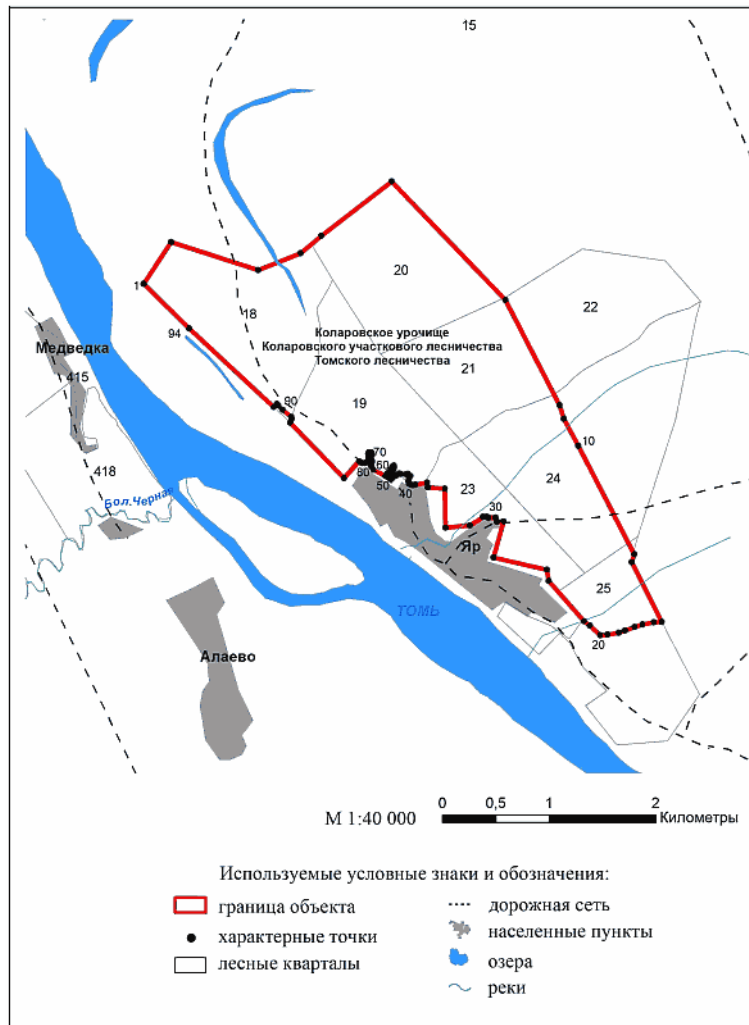 15
20
22
1
18
Коларовское урочище
Коларовского участкового лесничества
Томского лесничества
94
Медведка
415
21
90
19
10
70
80
60
418
50
40
23
24
Бол.Черная
30
Яр
25
ТОМЬ
20
Алаево
М 1:40 000
0 0,5 1 2
Километры
Используемые условные знаки и обозначения:
граница объекта
характерные точки
лесные кварталы
дорожная сеть
населенные пункты
озера
реки